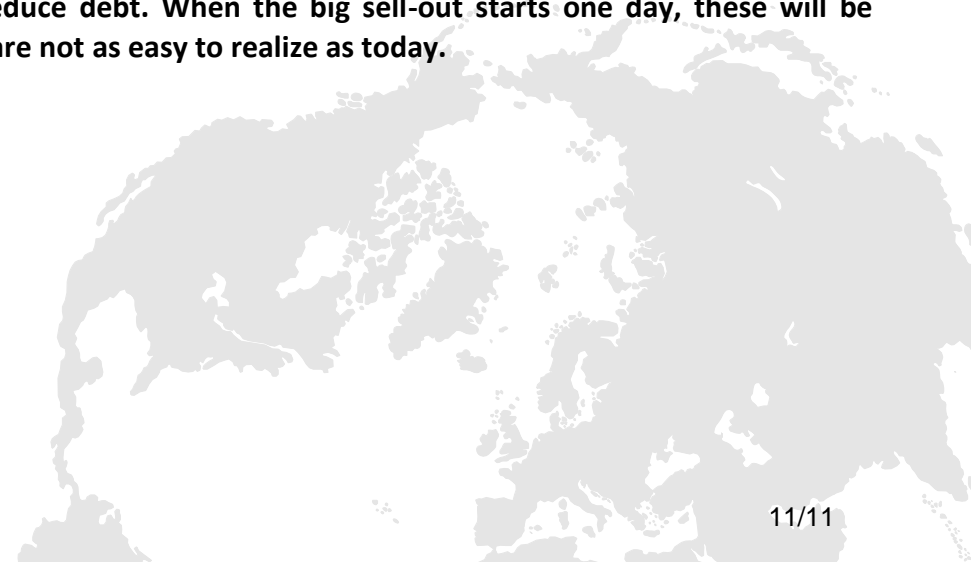 educe debt. When the big sell-out starts one day, these will be
are not as easy to realize as today.
11/11